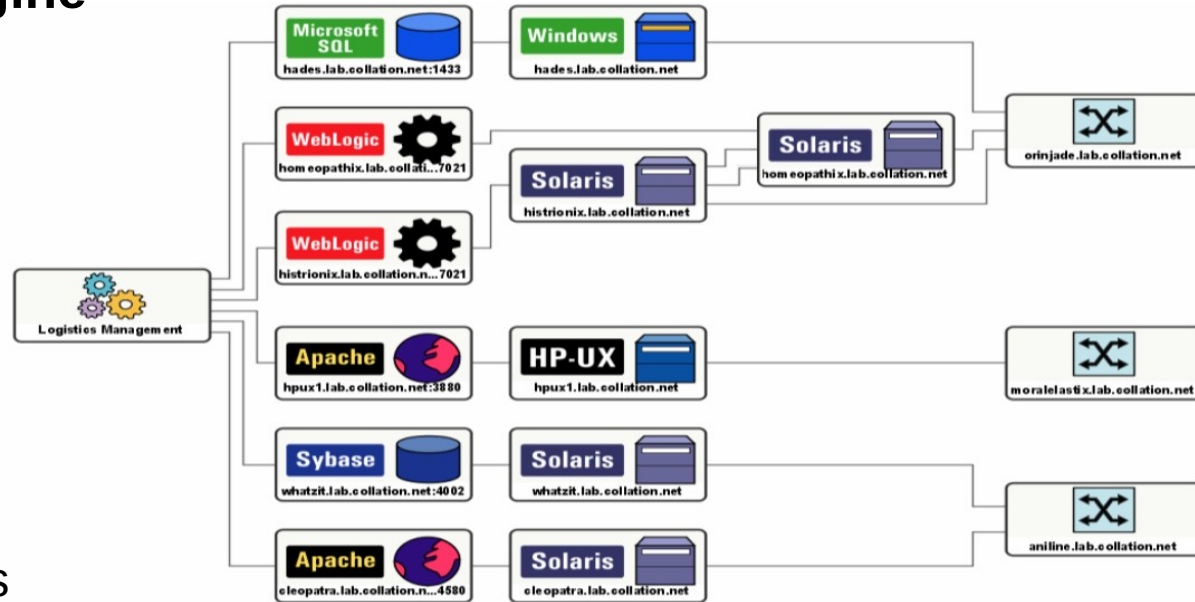 Microsoft
SQL
hades.lab.collation.net:1433
Windows
hades.lab.collation.net
WebLogic
homeopathix.lab.collati...7021
Solaris
homeopathix.lab.collation.net
orinjade.lab.collation.net
Solaris
histrionix.lab.collation.net
WebLogic
histrionix.lab.collation.n...7021
Logistics Management
Apache
hpux1.lab.collation.net:3880
HP-UX
hpux1.lab.collation.net
moralelastix.lab.collation.net
Sybase
whatzit.lab.collation.net:4002
Solaris
whatzit.lab.collation.net
aniline.lab.collation.net
Apache
cleopatra.lab.collation.n...4580
Solaris
cleopatra.lab.collation.net